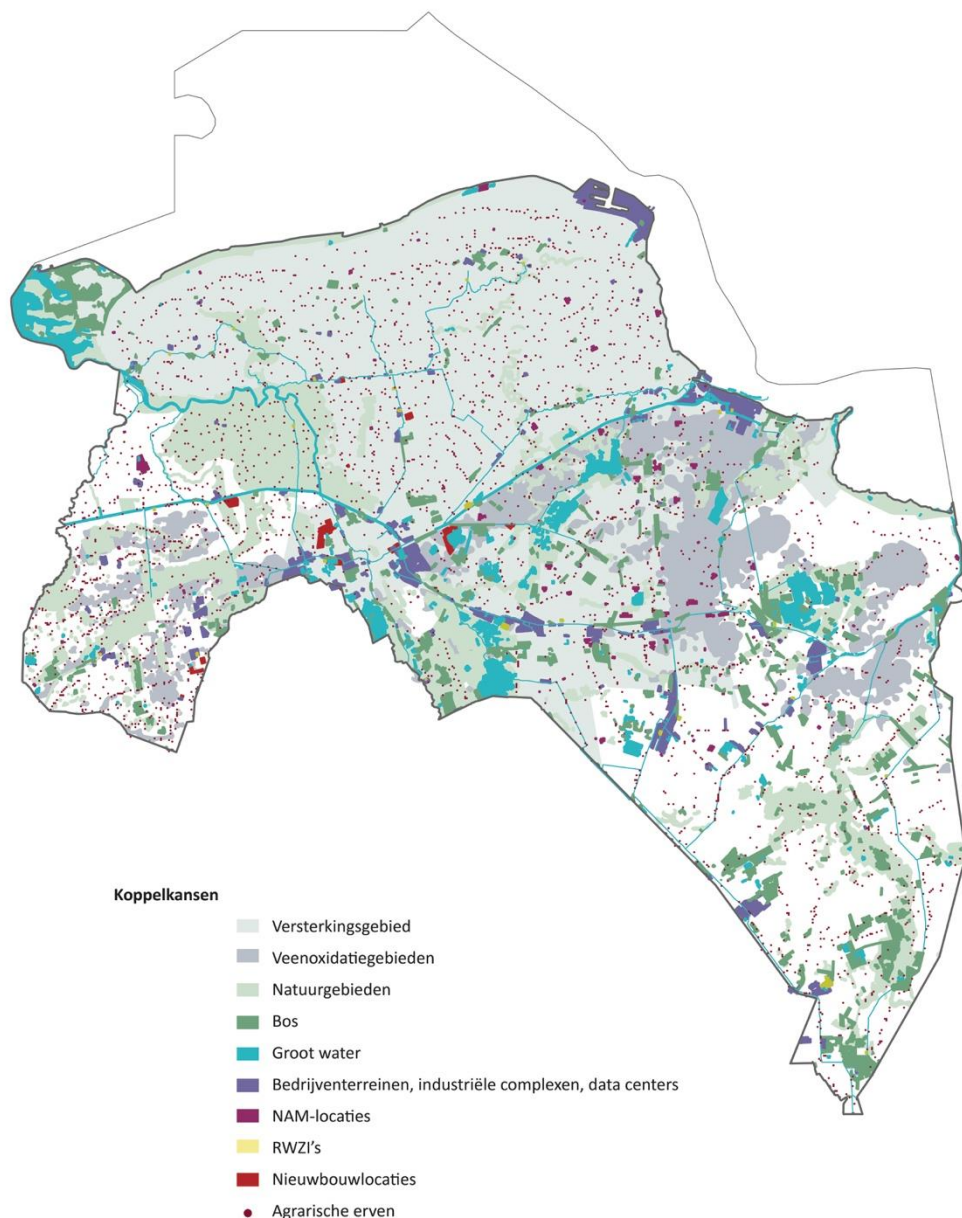 Koppelkansen
Versterkingsgebied
Veenoxidatiegebieden
Natuurgebieden
Bos
Groot water
Bedrijventerreinen, industriële complexen, data centers
NAM-locaties
RWZI's
Nieuwbouwlocaties
Agrarische erven